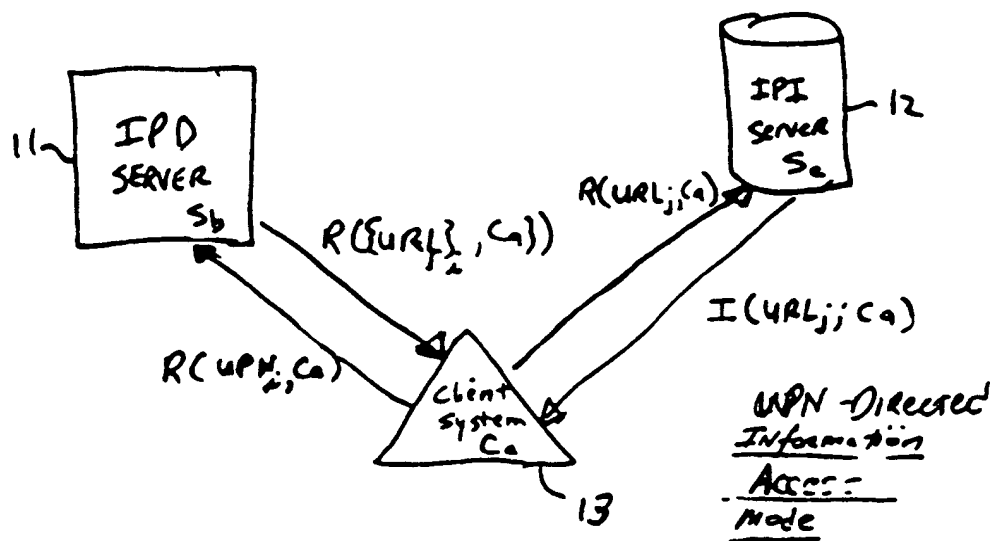 IPD
SERVER
Sb
11
IPI
SERVER
Sa
12
R({URLj}i, Ca})
R(URLj, Ca)
I(URLj; Ca)
R(UPNi, Ca)
Client
System
Ca
13
UPN-DIRECTED
INformation
Access
Mode